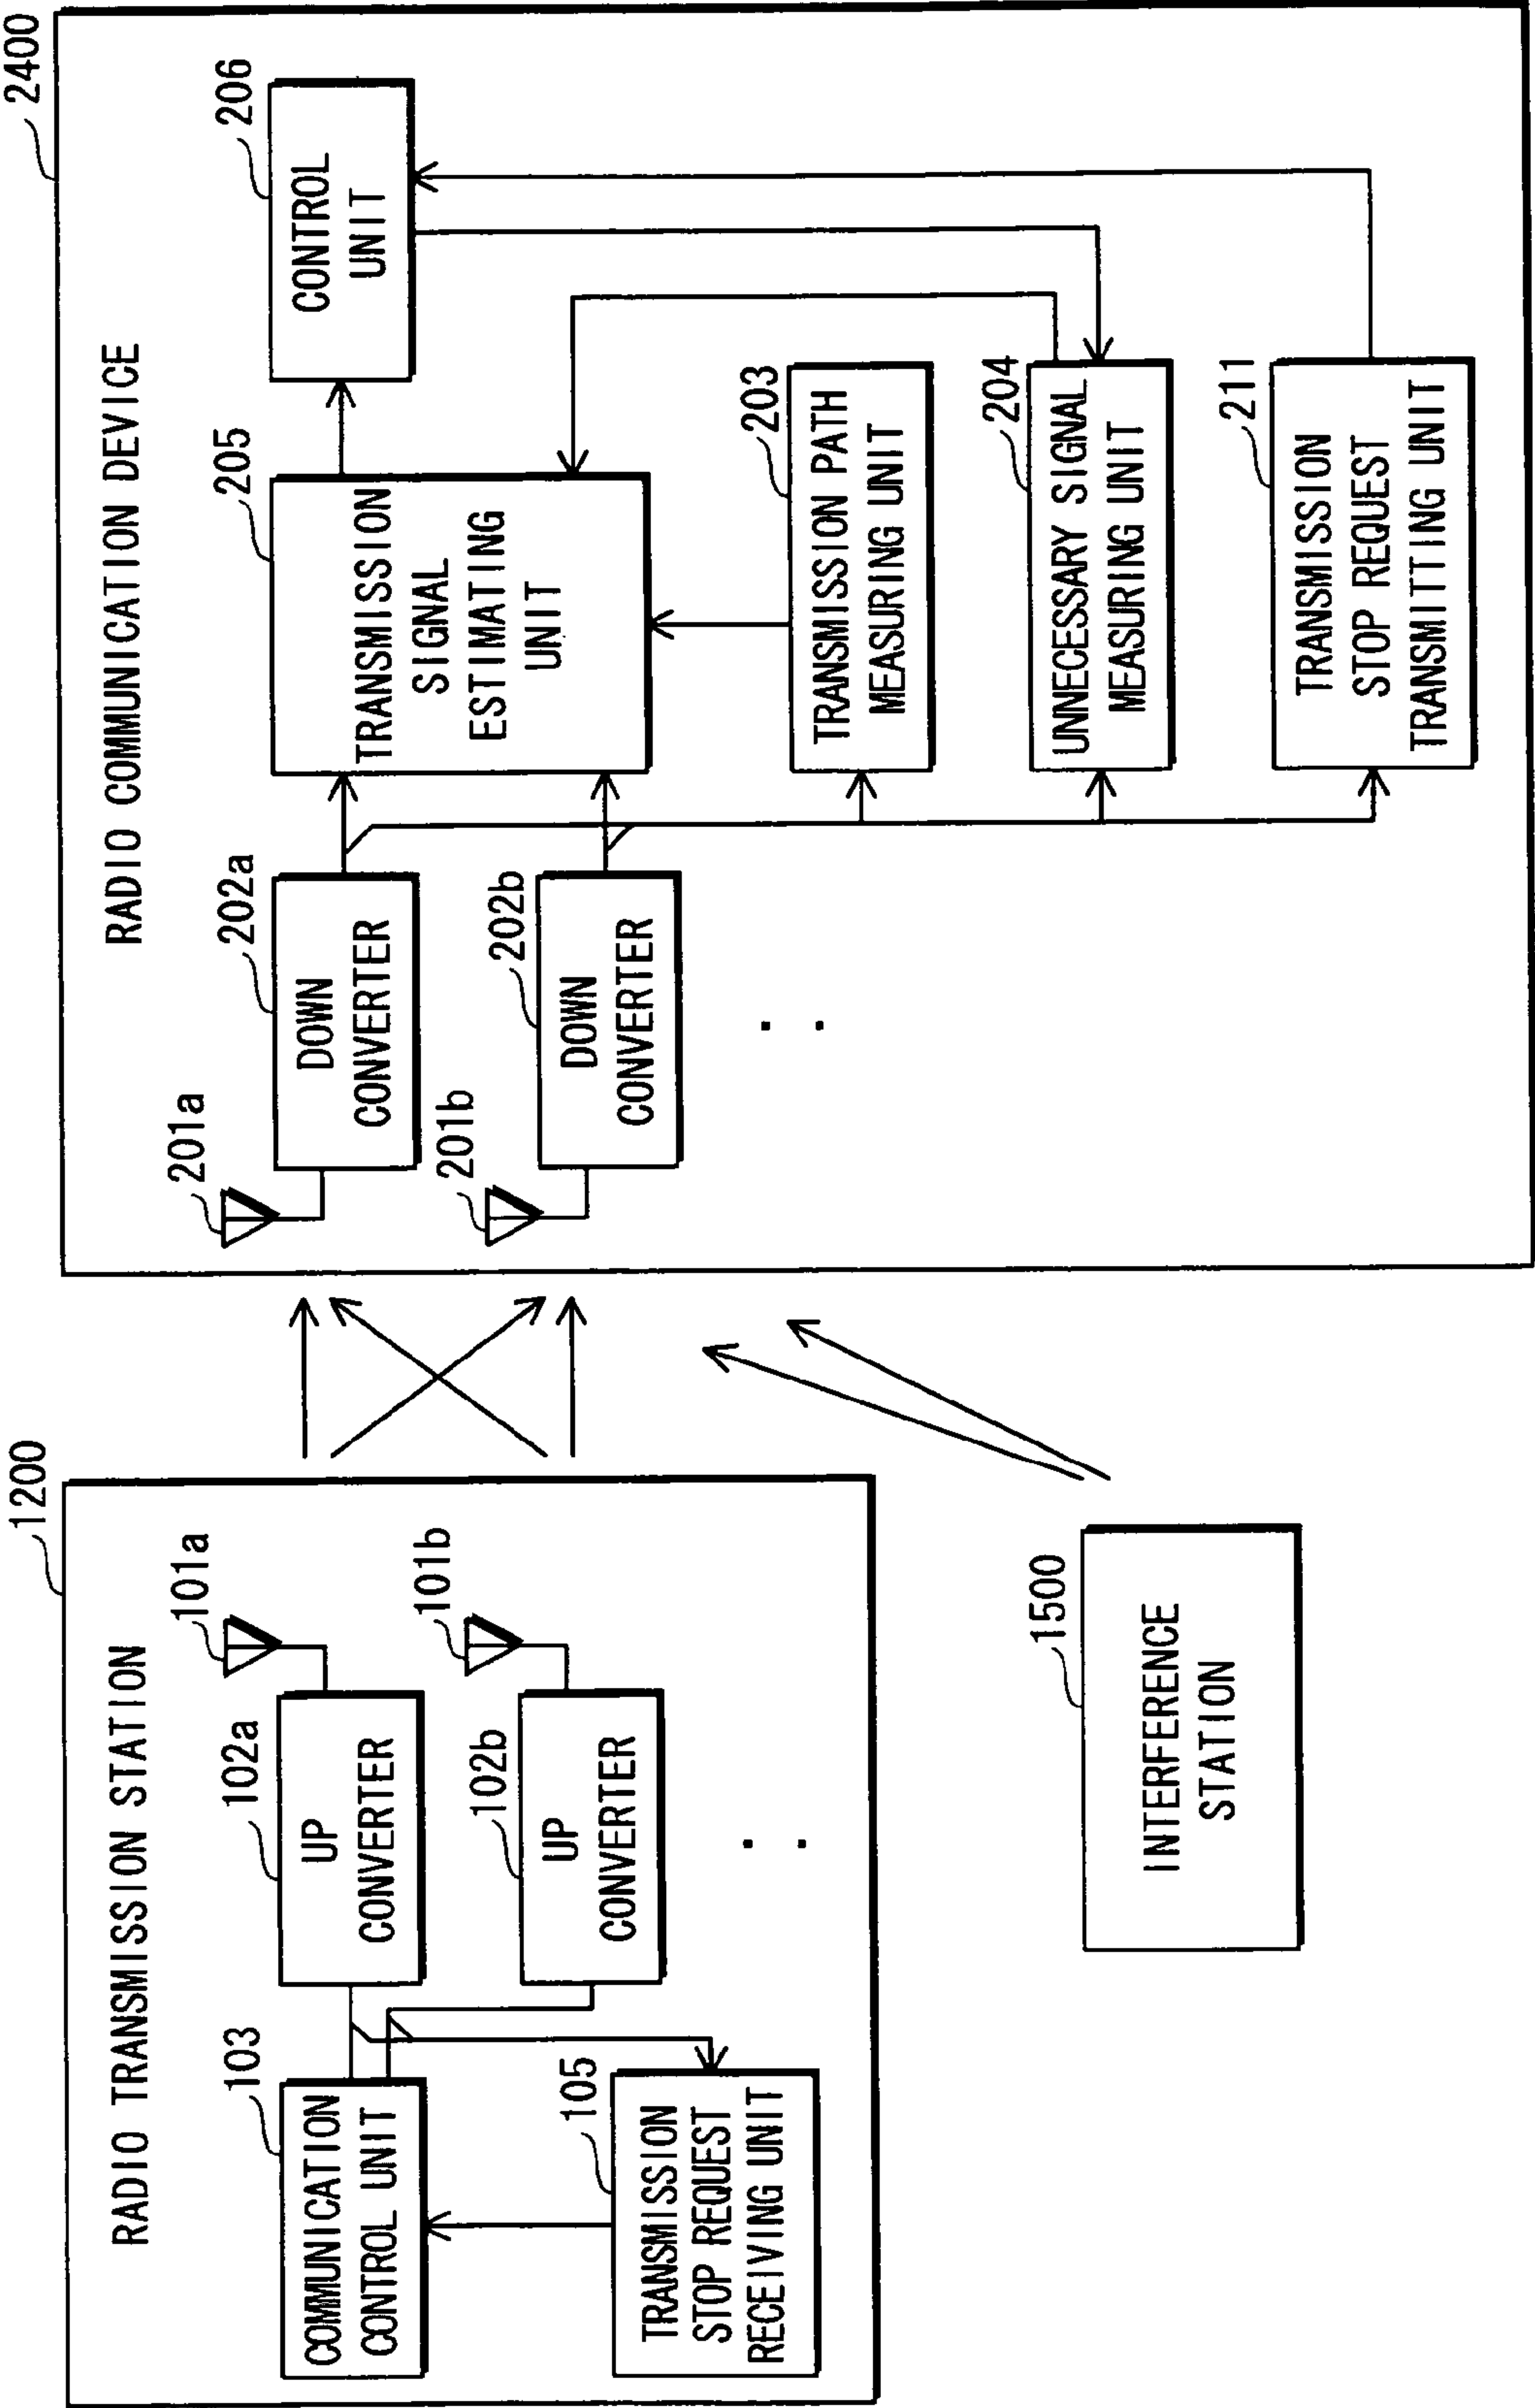 RADIO TRANSMISSION STATION
1200
101a
102a
UP
CONVERTER
101b
102b
UP
CONVERTER
103
COMMUNICATION
CONTROL UNIT
105
TRANSMISSION
STOP REQUEST
RECEIVING UNIT
1500
INTERFERENCE
STATION
RADIO COMMUNICATION DEVICE
2400
201a
202a
DOWN
CONVERTER
201b
202b
DOWN
CONVERTER
205
TRANSMISSION
SIGNAL
ESTIMATING
UNIT
206
CONTROL
UNIT
203
TRANSMISSION PATH
MEASURING UNIT
204
UNNECESSARY SIGNAL
MEASURING UNIT
211
TRANSMISSION
STOP REQUEST
TRANSMITTING UNIT